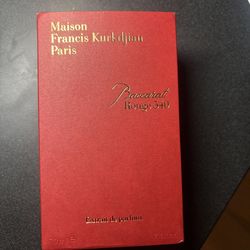 Maison
Francis Kurkdjian
Paris
Baccarat
Rouge 540
Extrait de parfum